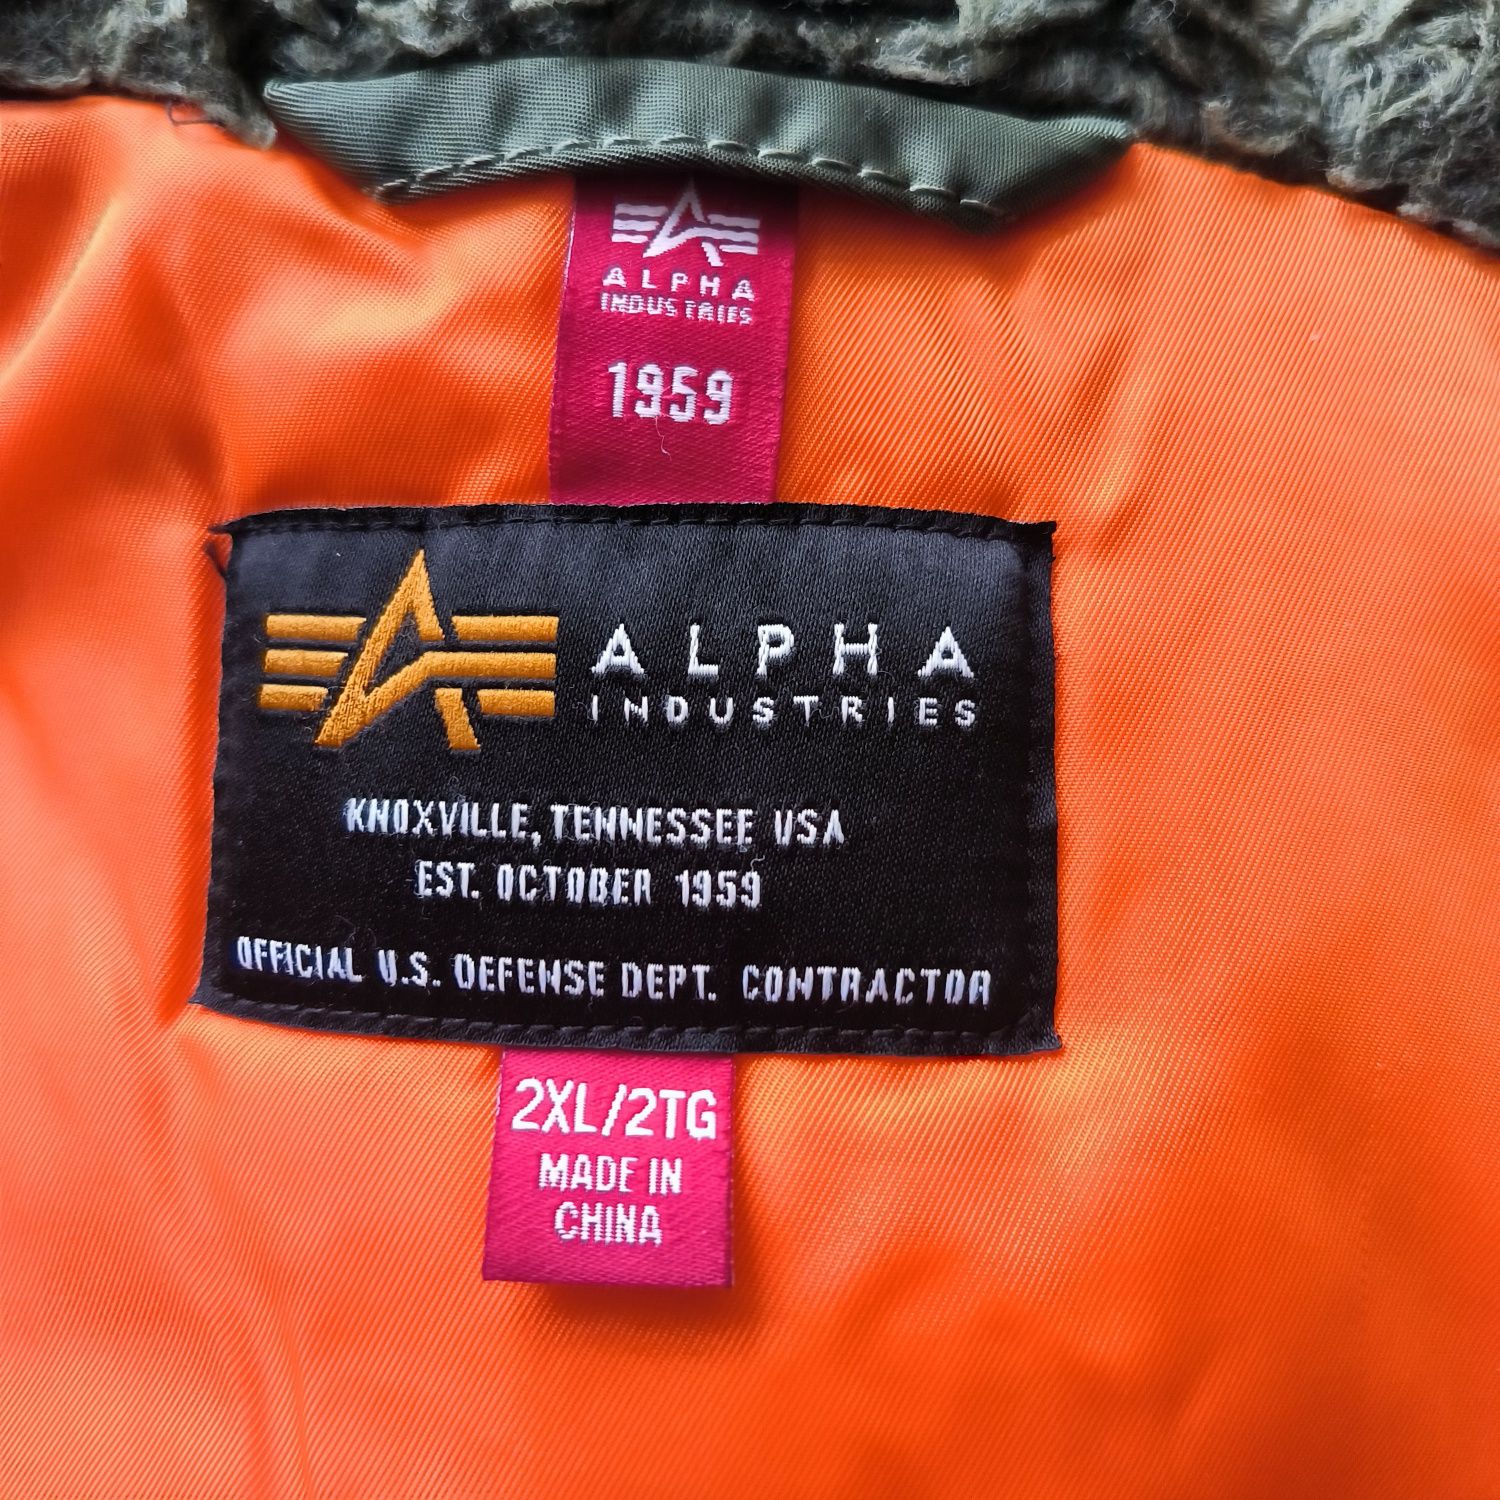 ALPHA
INDUSTRIES
1959
ALPHA
INDUSTRIES
KNOXVILLE, TENNESSEE USA
EST. OCTOBER 1959
OFFICIAL U.S. DEFENSE DEPT. CONTRACTOR
2XL/2TG
MADE IN
CHINA